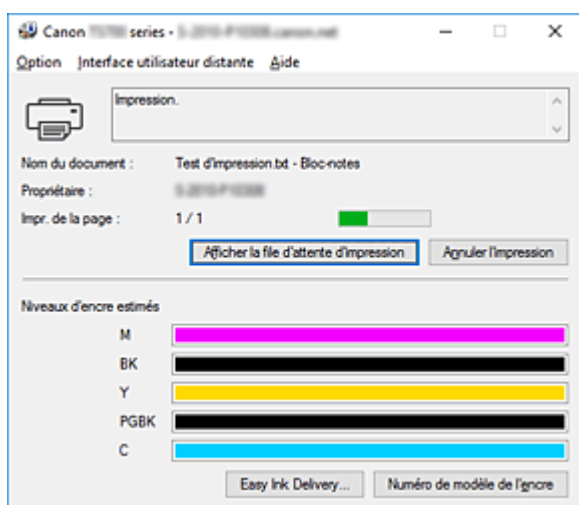 Canon series -
Option Interface utilisateur distante Aide
Impression.
Nom du document : Test d'impression.txt - Bloc-notes
Propriétaire :
Impr. de la page : 1 / 1
Afficher la file d'attente d'impression Annuler l'impression
Niveaux d'encre estimés
M
BK
Y
PGBK
C
Easy Ink Delivery... Numéro de modèle de l'encre